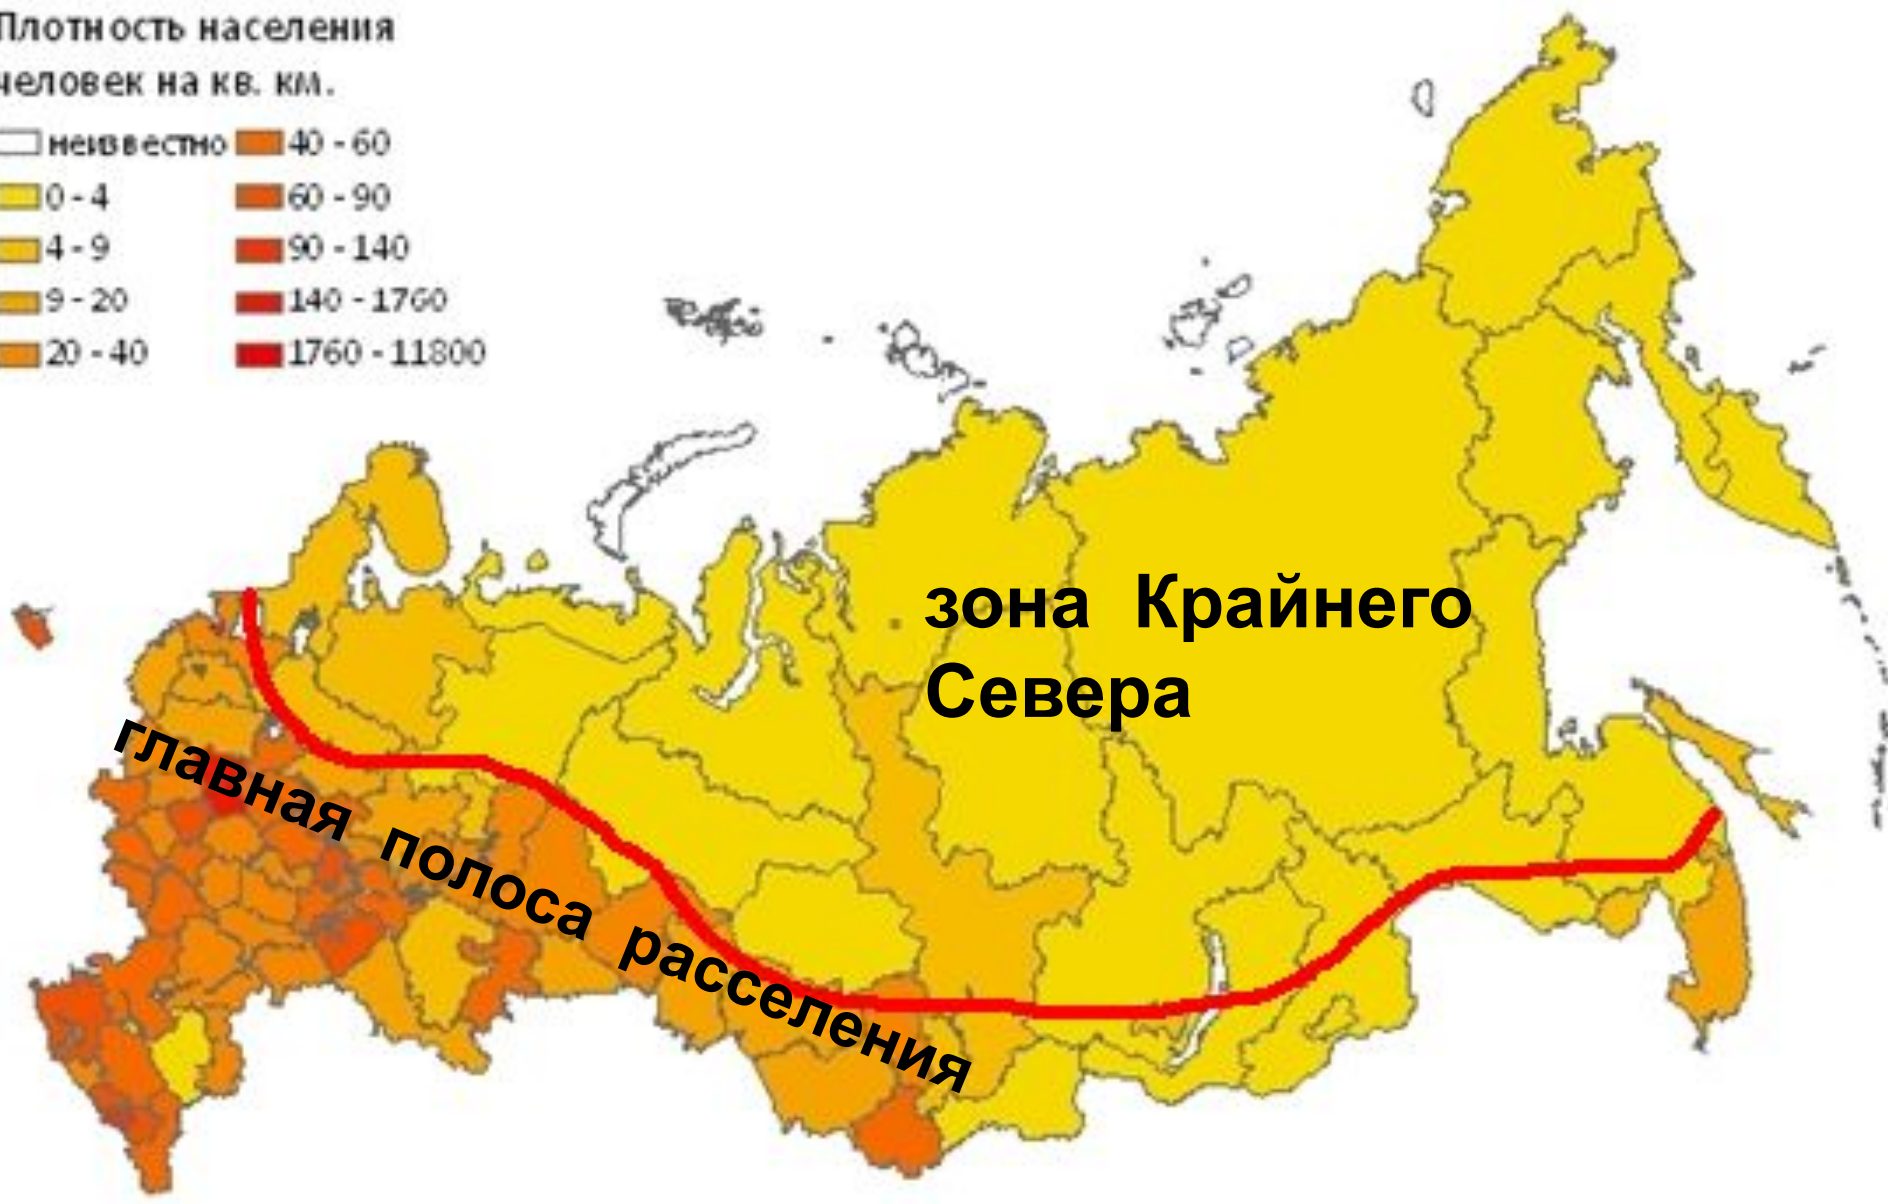 Плотность населения
человек на кв. км.
неизвестно
0 - 4
4 - 9
9 - 20
20 - 40
40 - 60
60 - 90
90 - 140
140 - 1760
1760 - 11800
зона Крайнего
Севера
главная полоса расселения